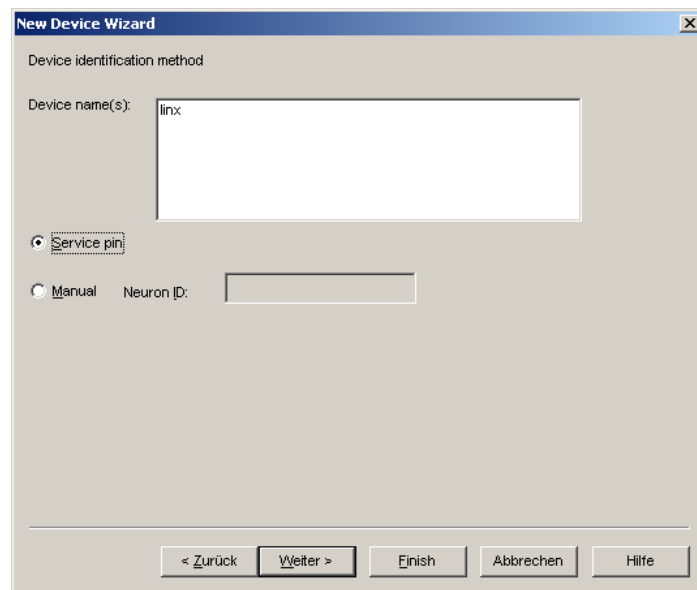 New Device Wizard
Device identification method
Device name(s):
linx
Service pin
Manual Neuron ID:
< Zurück Weiter > Finish Abbrechen Hilfe